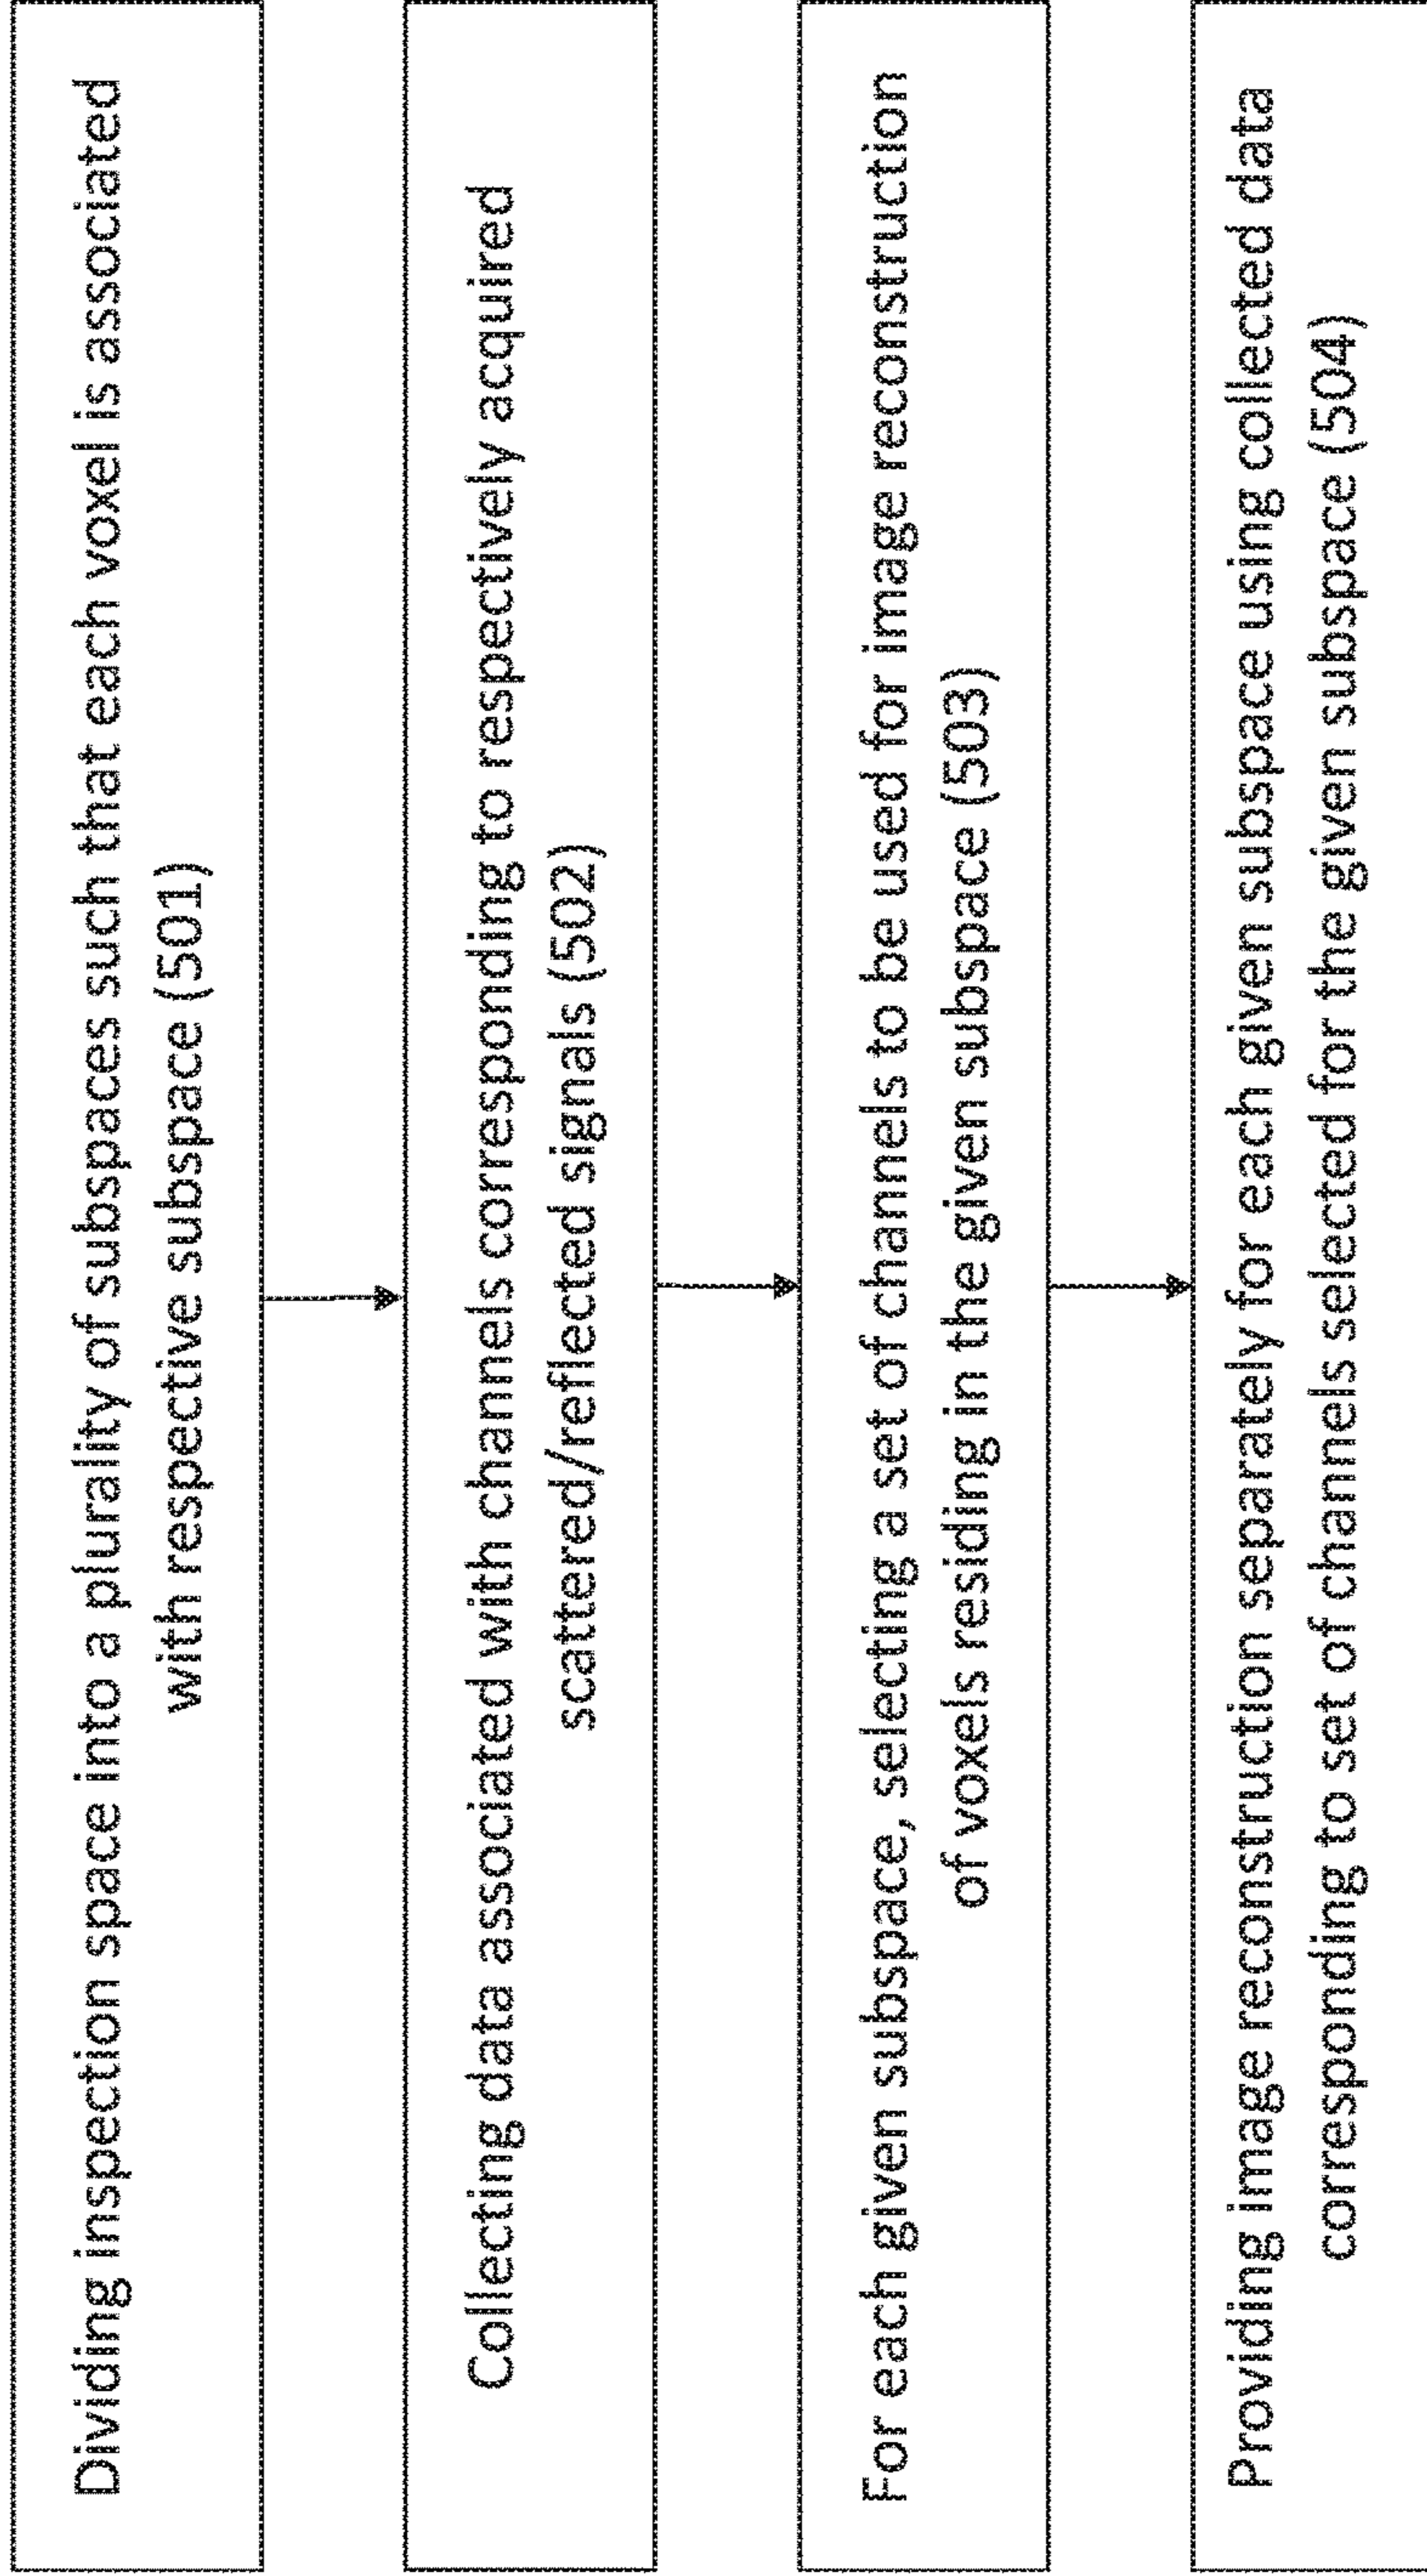 Dividing inspection space into a plurality of subspaces such that each voxel is associated
with respective subspace (501)
Collecting data associated with channels corresponding to respectively acquired
scattered/reflected signals (502)
For each given subspace, selecting a set of channels to be used for image reconstruction
of voxels residing in the given subspace (503)
Providing image reconstruction separately for each given subspace using collected data
corresponding to set of channels selected for the given subspace (504)